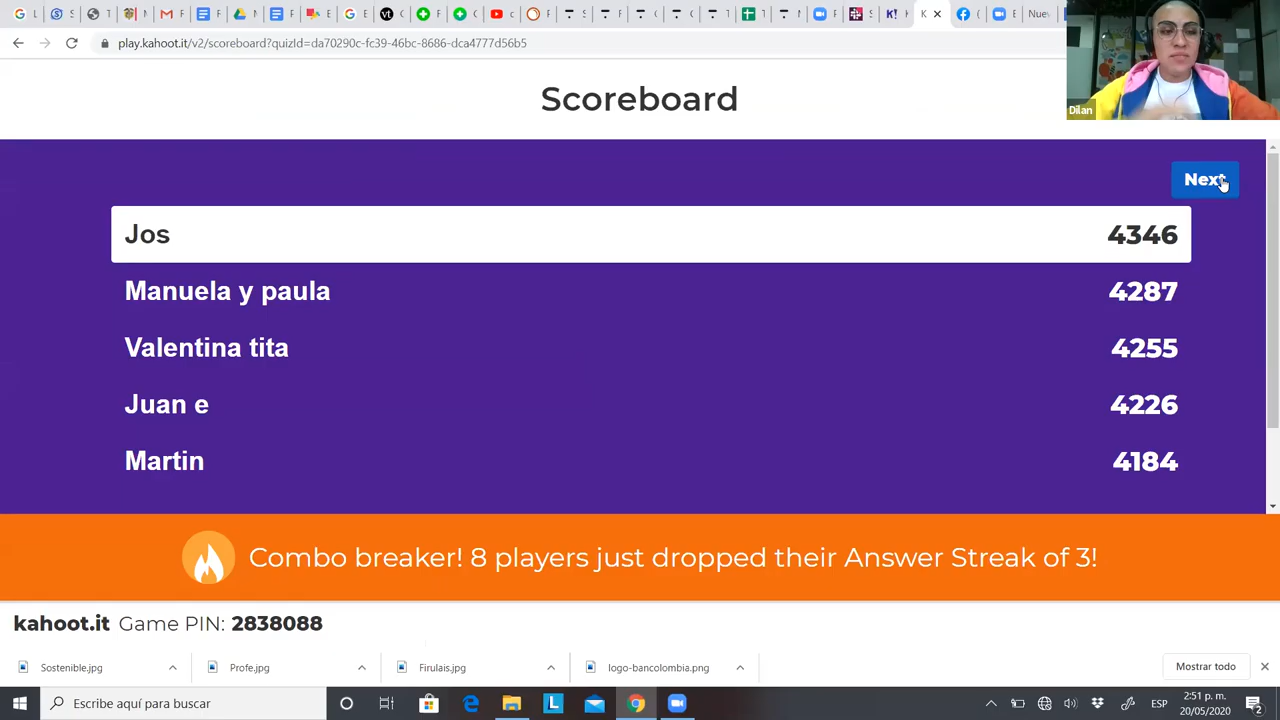 play.kahoot.it/v2/scoreboard?quizId=da70290c-fc39-46bc-8686-dca4777d56b5
Dilan
Scoreboard
Next
Jos 4346
Manuela y paula 4287
Valentina tita 4255
Juan e 4226
Martin 4184
Combo breaker! 8 players just dropped their Answer Streak of 3!
kahoot.it Game PIN: 2838088
Sostenible.jpg Profe.jpg Firulais.jpg logo-bancolombia.png Mostrar todo
Escribe aquí para buscar
ESP
2:51 p. m.
20/05/2020
2